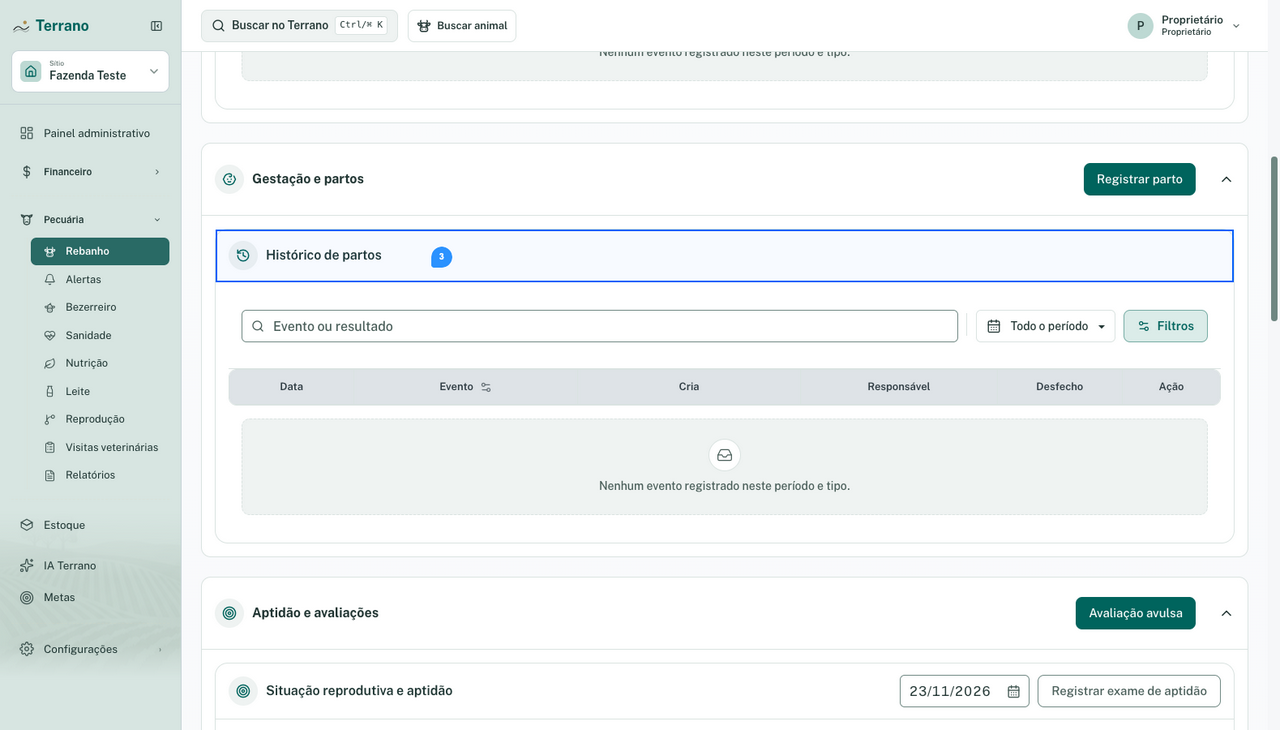 Terrano
Buscar no Terrano
Ctrl/⌘ K
Buscar animal
P
Proprietário
Proprietário
Sítio
Fazenda Teste
Painel administrativo
Financeiro
Pecuária
Rebanho
Alertas
Bezerreiro
Sanidade
Nutrição
Leite
Reprodução
Visitas veterinárias
Relatórios
Estoque
IA Terrano
Metas
Configurações
Nenhum evento registrado neste período e tipo.
Gestação e partos
Registrar parto
Histórico de partos
3
Evento ou resultado
Todo o período
Filtros
Data Evento Cria Responsável Desfecho Ação
Nenhum evento registrado neste período e tipo.
Aptidão e avaliações
Avaliação avulsa
Situação reprodutiva e aptidão
23/11/2026
Registrar exame de aptidão